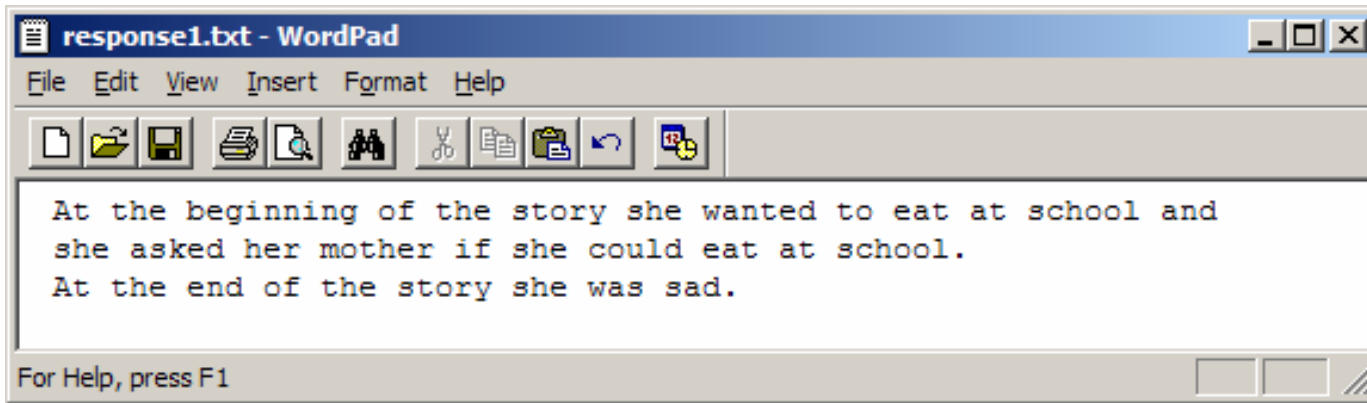 response1.txt - WordPad
File Edit View Insert Format Help
12
At the beginning of the story she wanted to eat at school and
she asked her mother if she could eat at school.
At the end of the story she was sad.
For Help, press F1